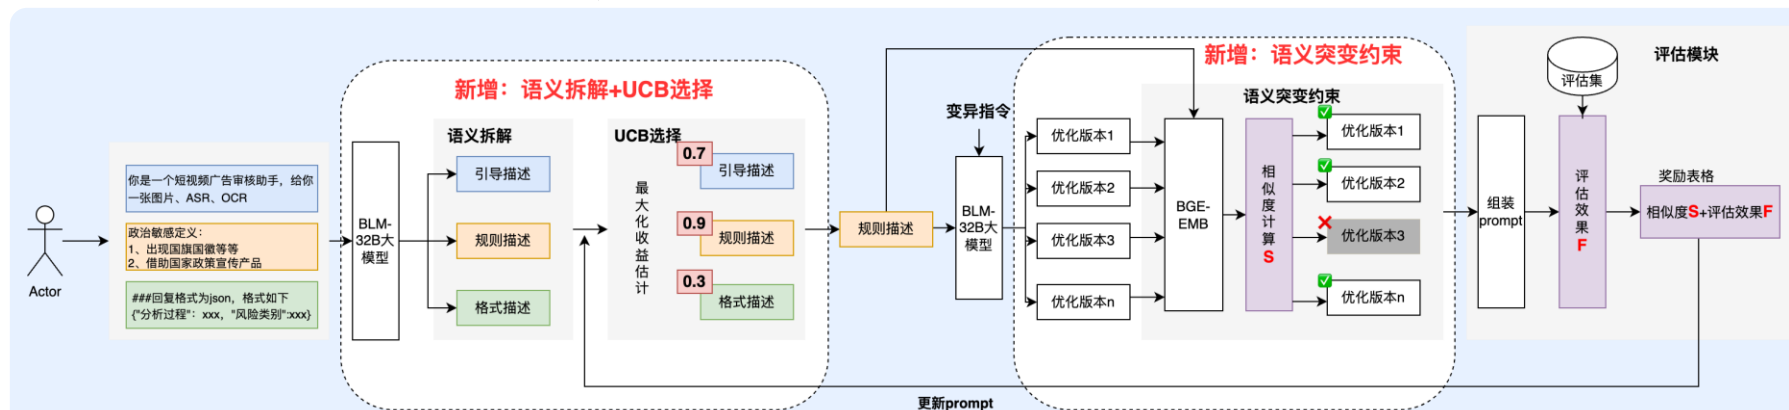 新增：语义拆解+UCB选择
新增：语义突变约束
你是一个短视频广告审核助手，给你
一张图片、ASR、OCR
政治敏感定义：
1、出现国旗国徽等等
2、借助国家政策宣传产品
###回复格式为json，格式如下
{"分析过程"：xxx，"风险类别":xxx}
Actor
BLM-
32B大
模型
语义拆解
引导描述
规则描述
格式描述
UCB选择
最大化收益估计
0.7
引导描述
0.9
规则描述
0.3
格式描述
规则描述
变异指令
BLM-
32B大
模型
优化版本1
优化版本2
优化版本3
优化版本n
语义突变约束
BGE-
EMB
相似度计算S
优化版本1
优化版本2
优化版本3
优化版本n
评估模块
评估集
组装
prompt
评估效果F
奖励表格
相似度S+评估效果F
更新prompt